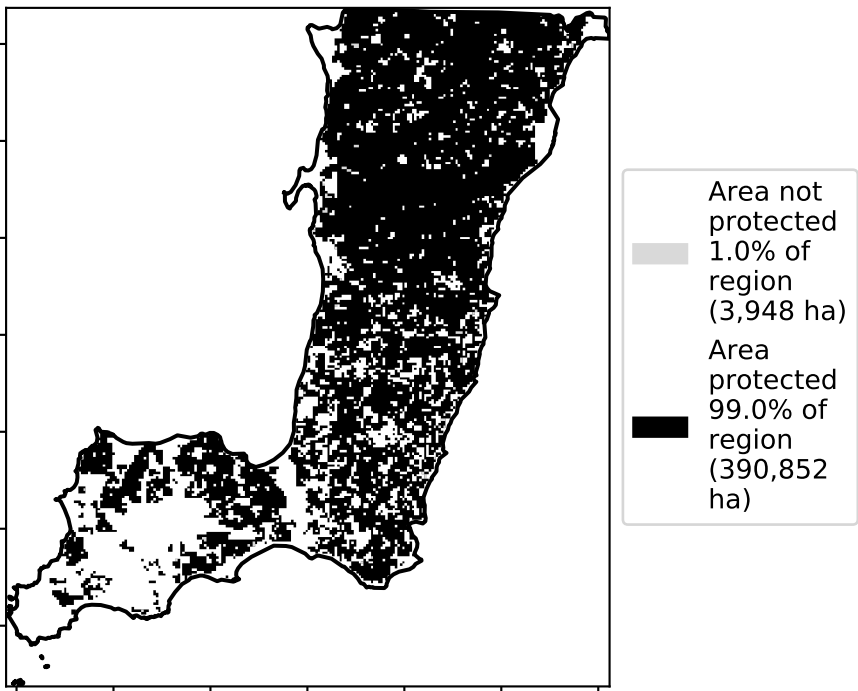 Area not
protected
1.0% of
region
(3,948 ha)
Area
protected
99.0% of
region
(390,852
ha)